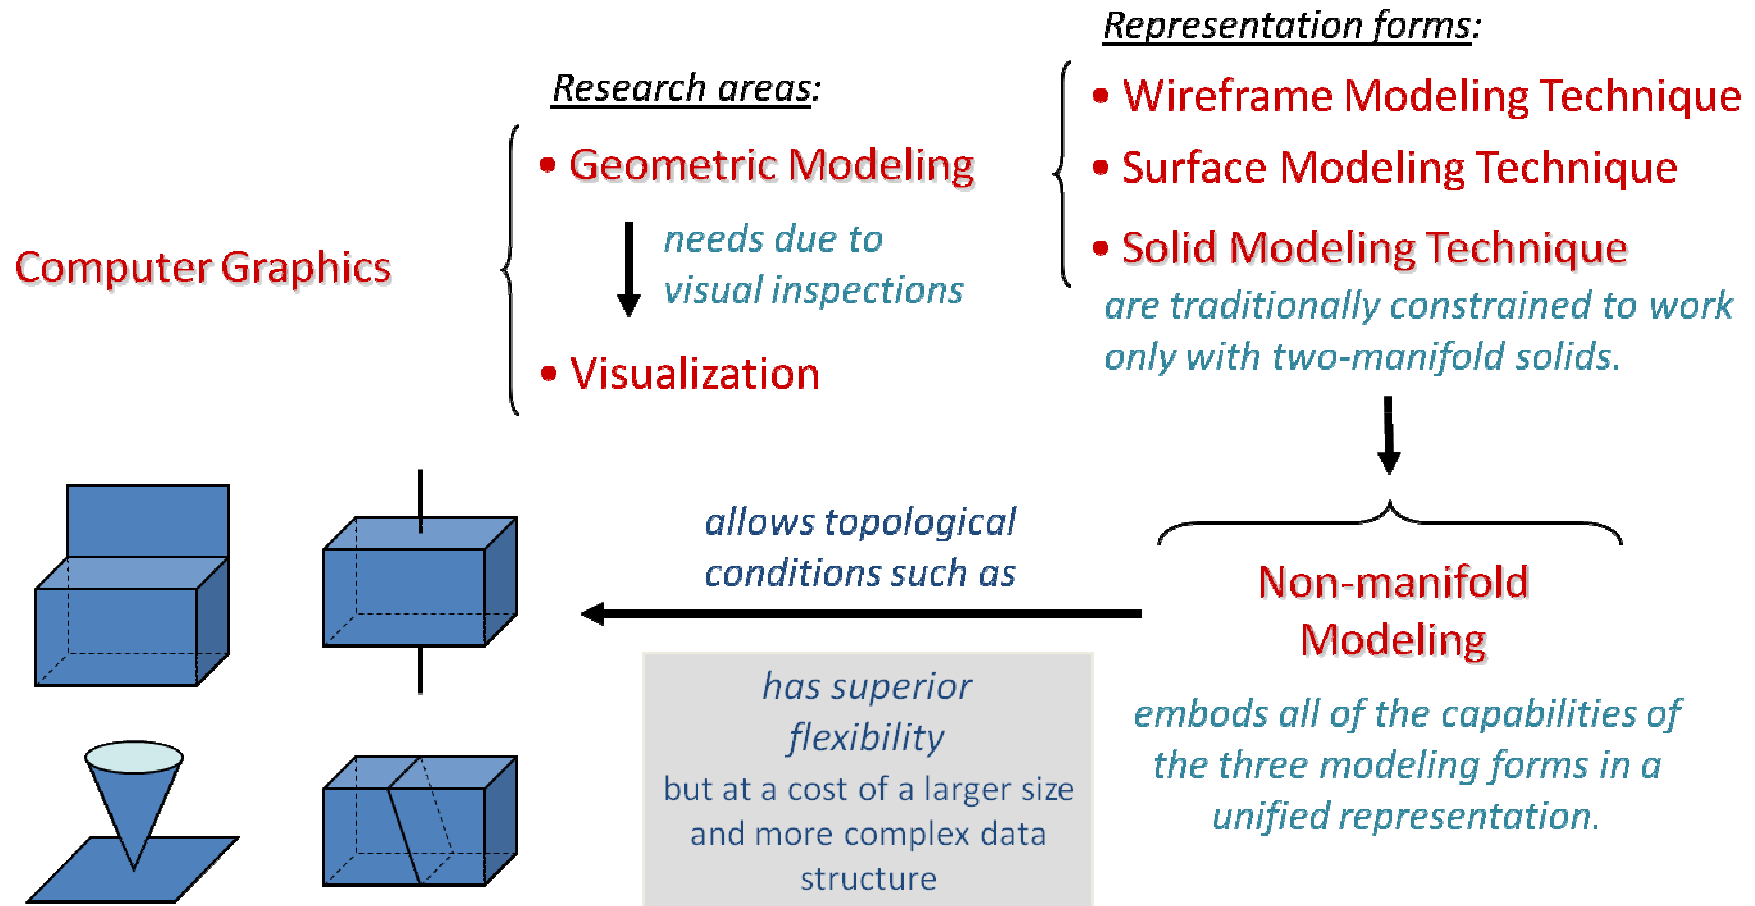 Computer Graphics
Research areas:
• Geometric Modeling
needs due to
visual inspections
• Visualization
Representation forms:
• Wireframe Modeling Technique
• Surface Modeling Technique
• Solid Modeling Technique
are traditionally constrained to work
only with two-manifold solids.
Non-manifold
Modeling
embods all of the capabilities of
the three modeling forms in a
unified representation.
allows topological
conditions such as
has superior
flexibility
but at a cost of a larger size
and more complex data
structure